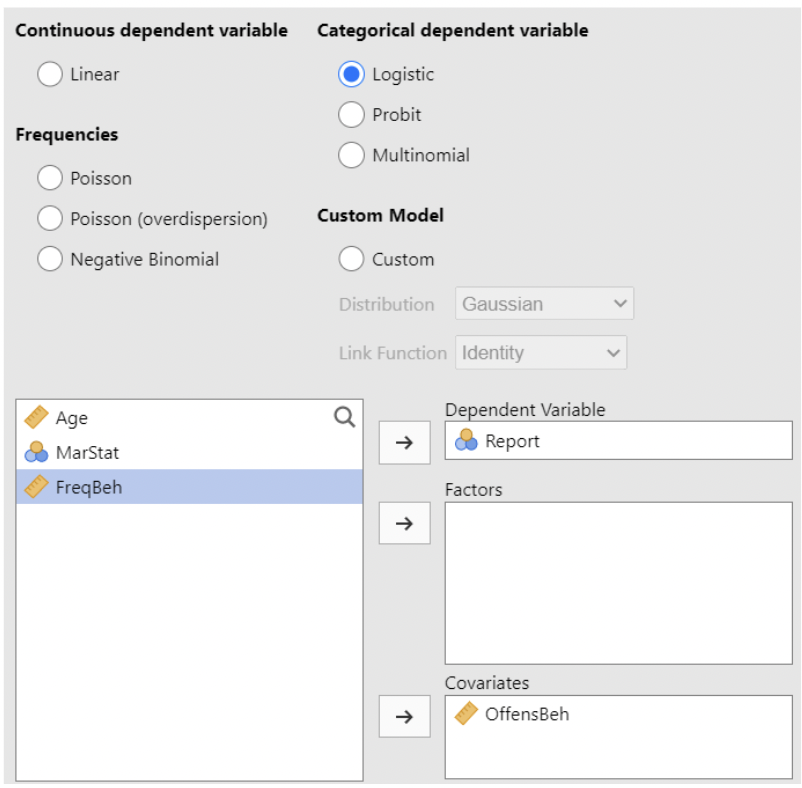 Continuous dependent variable
Linear
Frequencies
Poisson
Poisson (overdispersion)
Negative Binomial
Categorical dependent variable
Logistic
Probit
Multinomial
Custom Model
Custom
Distribution Gaussian
Link Function Identity
Age
MarStat
FreqBeh
Dependent Variable
Report
Factors
Covariates
OffensBeh